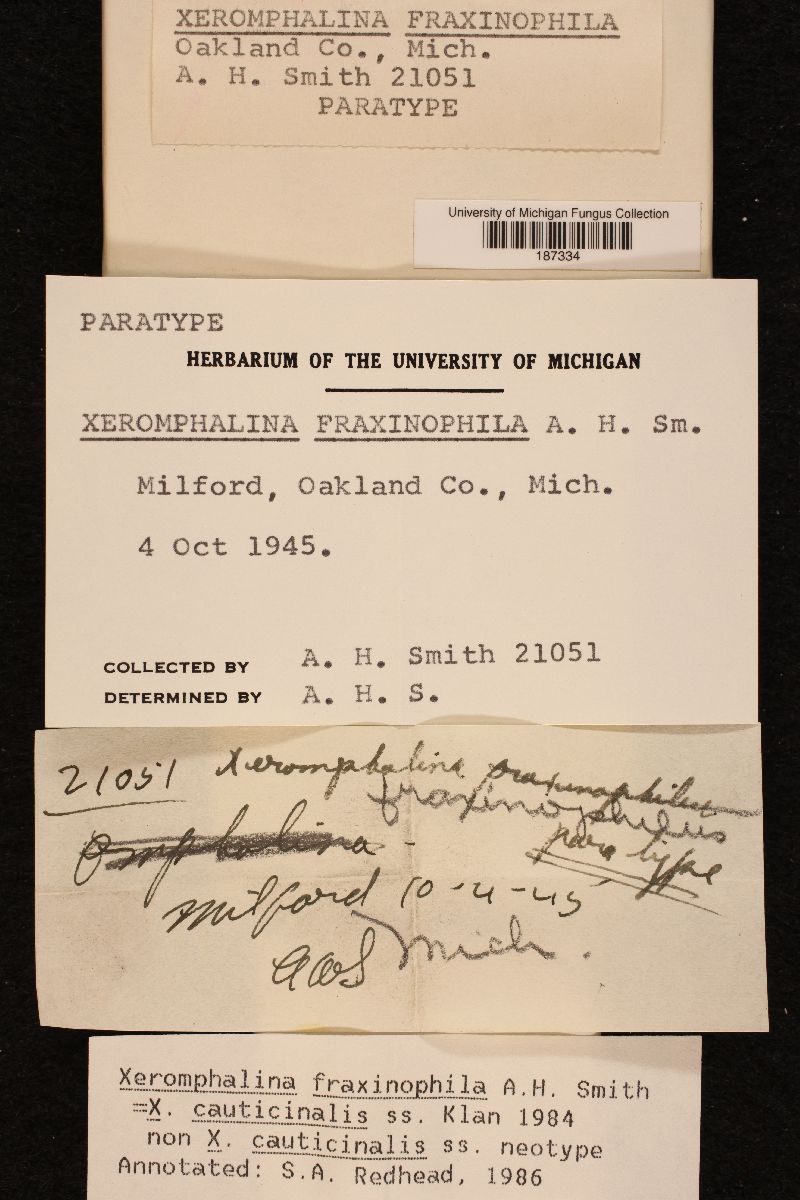 XEROMPHALINA FRAXINOPHILA
Oakland Co., Mich.
A. H. Smith 21051
PARATYPE
University of Michigan Fungus Collection
187334
PARATYPE
HERBARIUM OF THE UNIVERSITY OF MICHIGAN
XEROMPHALINA FRAXINOPHILA A. H. Sm.
Milford, Oakland Co., Mich.
4 Oct 1945.
COLLECTED BY A. H. Smith 21051
DETERMINED BY A. H. S.
21051 Xeromphalina fraxinophilus
fraxinophilus
Omphalina -
paratype
Milford 10-4-45
Mich.
Xeromphalina fraxinophila A.H. Smith
=X. cauticinalis ss. Klan 1984
non X. cauticinalis ss. neotype
Annotated: S.A. Redhead, 1986